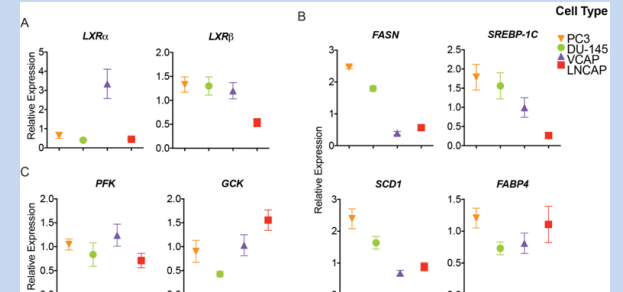 Cell Type
PC3
DU-145
VCAP
LNCAP
A
LXRα
LXRβ
Relative Expression
5
4
3
2
1
0
2.0
1.5
1.0
0.5
0.0
B
FASN
SREBP-1C
Relative Expression
3
2
1
0
2.5
2.0
1.5
1.0
0.5
0.0
C
PFK
GCK
Relative Expression
2.0
1.5
1.0
0.5
2.0
1.5
1.0
0.5
SCD1
FABP4
3
2
1
1.5
1.0
0.5